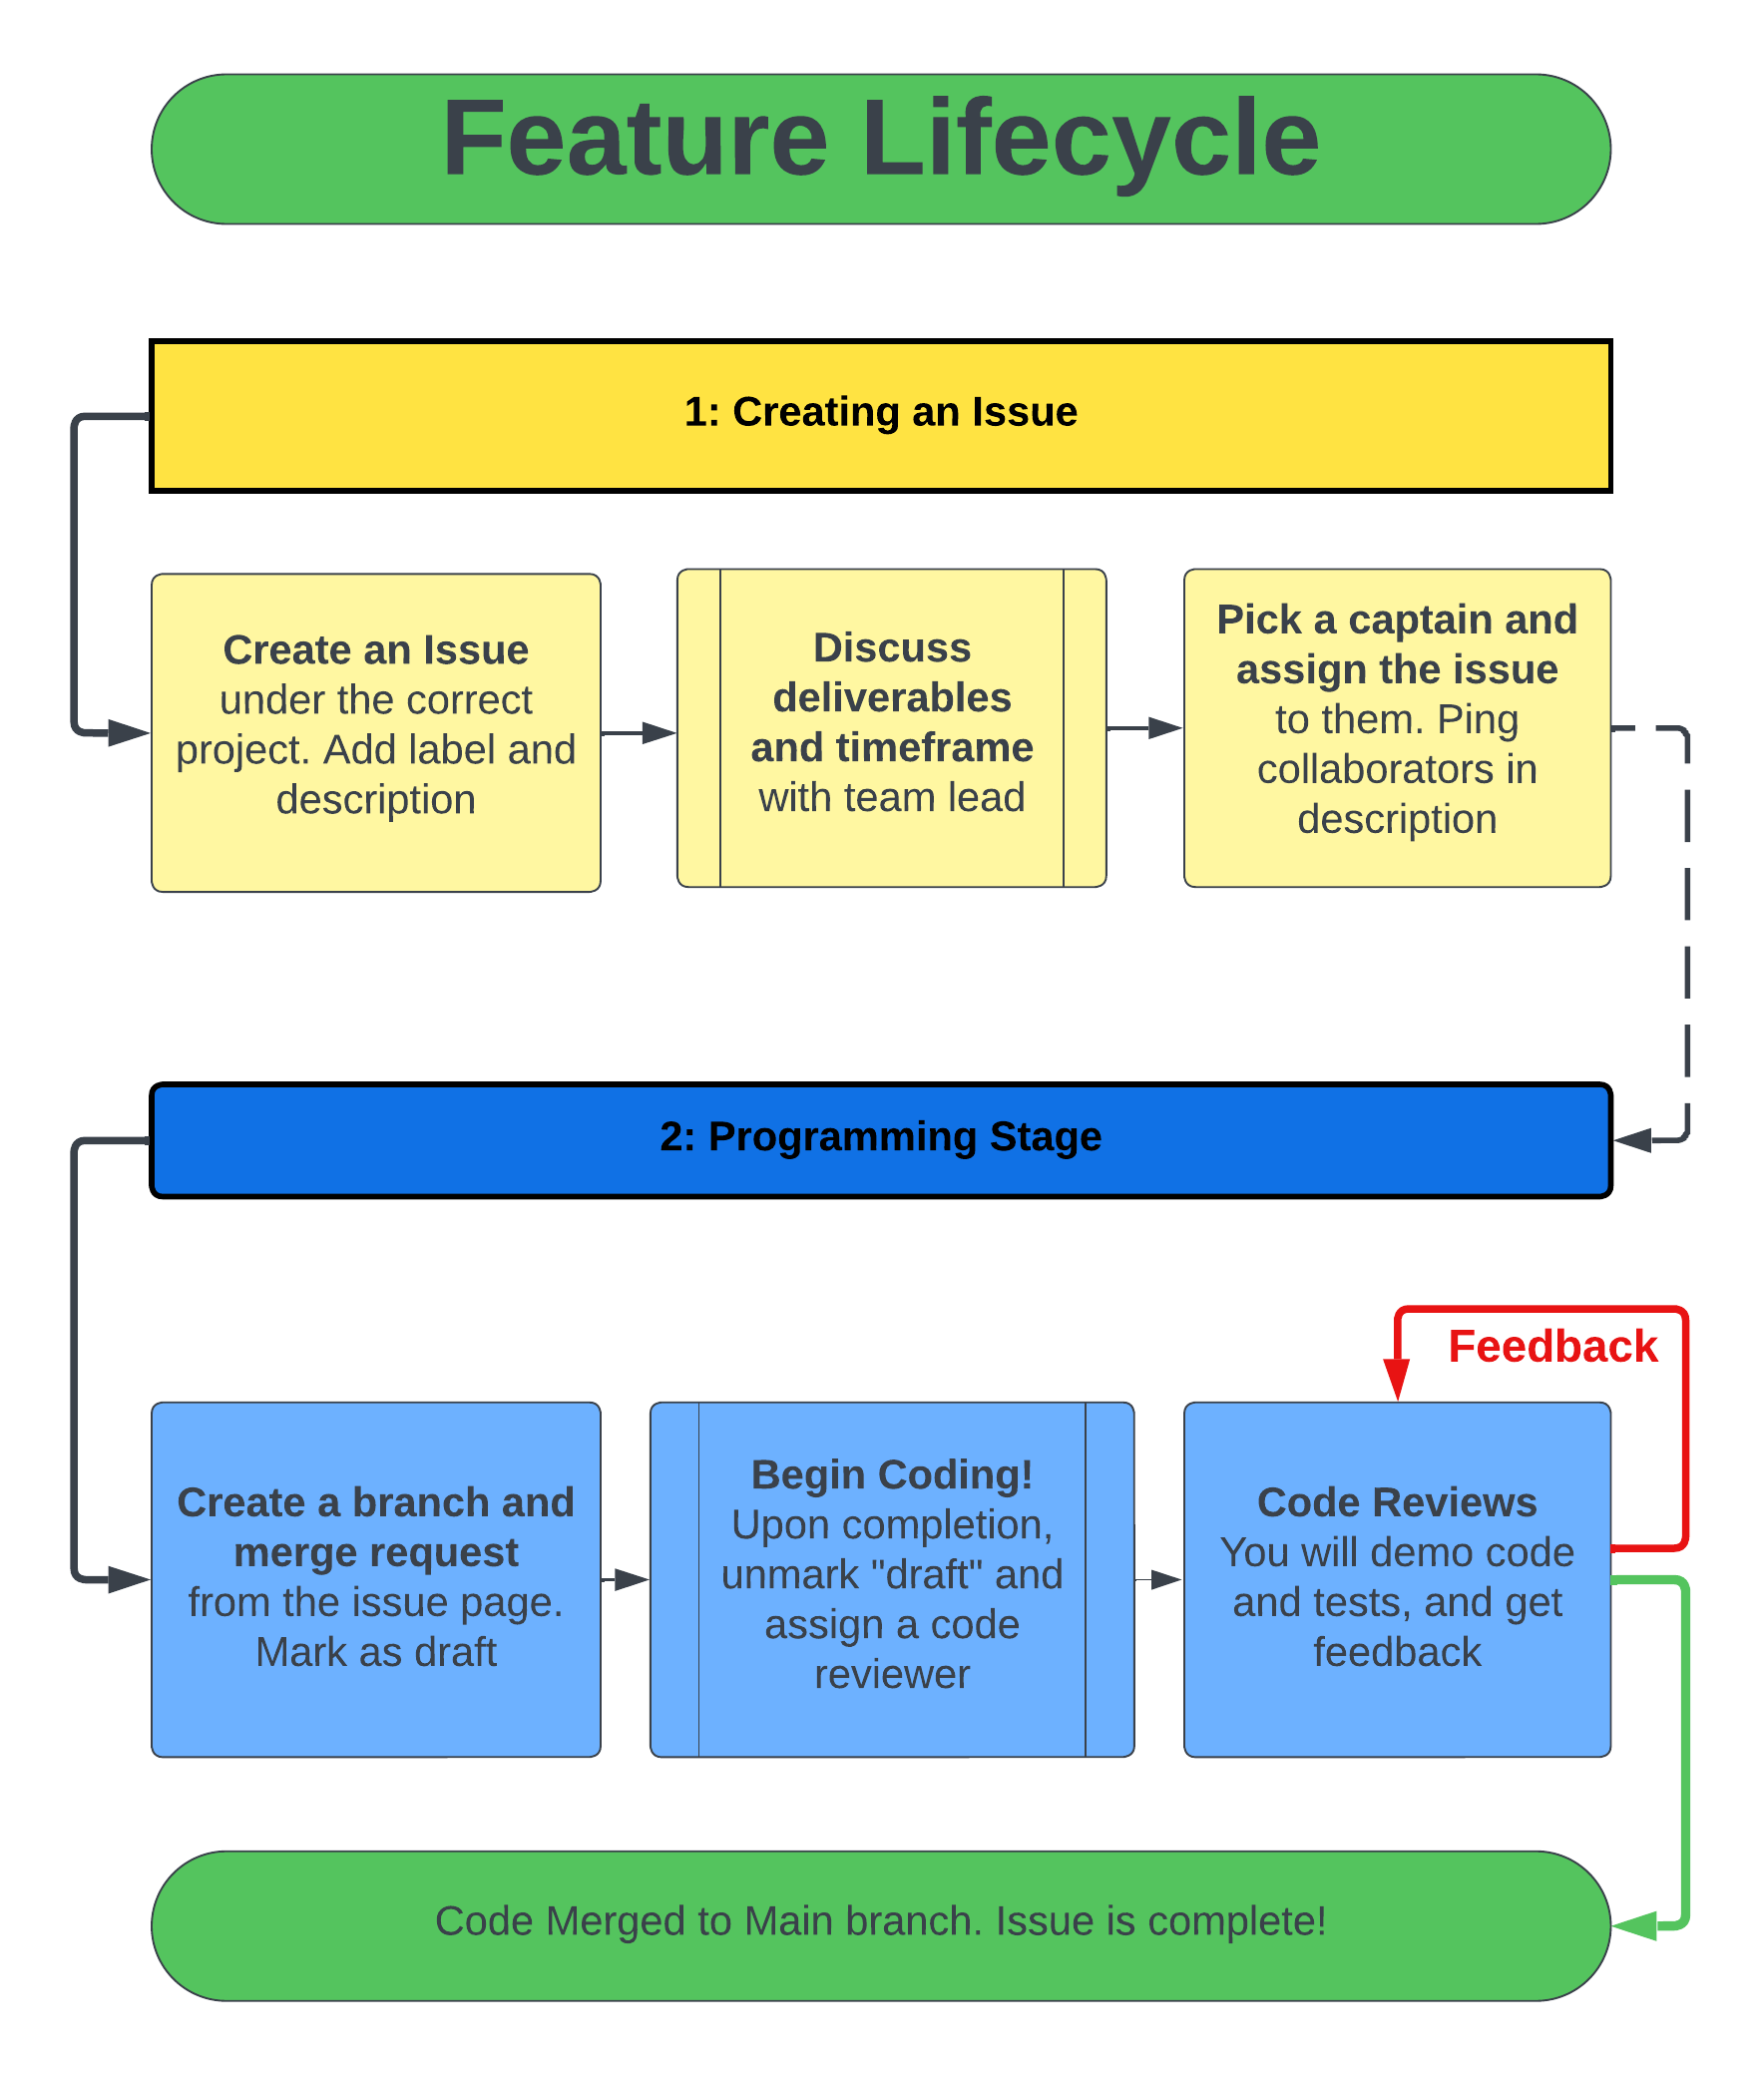 Feature Lifecycle
1: Creating an Issue
Create an Issue
under the correct
project. Add label and
description
Discuss
deliverables
and timeframe
with team lead
Pick a captain and
assign the issue
to them. Ping
collaborators in
description
2: Programming Stage
Feedback
Create a branch and
merge request
from the issue page.
Mark as draft
Begin Coding!
Upon completion,
unmark "draft" and
assign a code
reviewer
Code Reviews
You will demo code
and tests, and get
feedback
Code Merged to Main branch. Issue is complete!